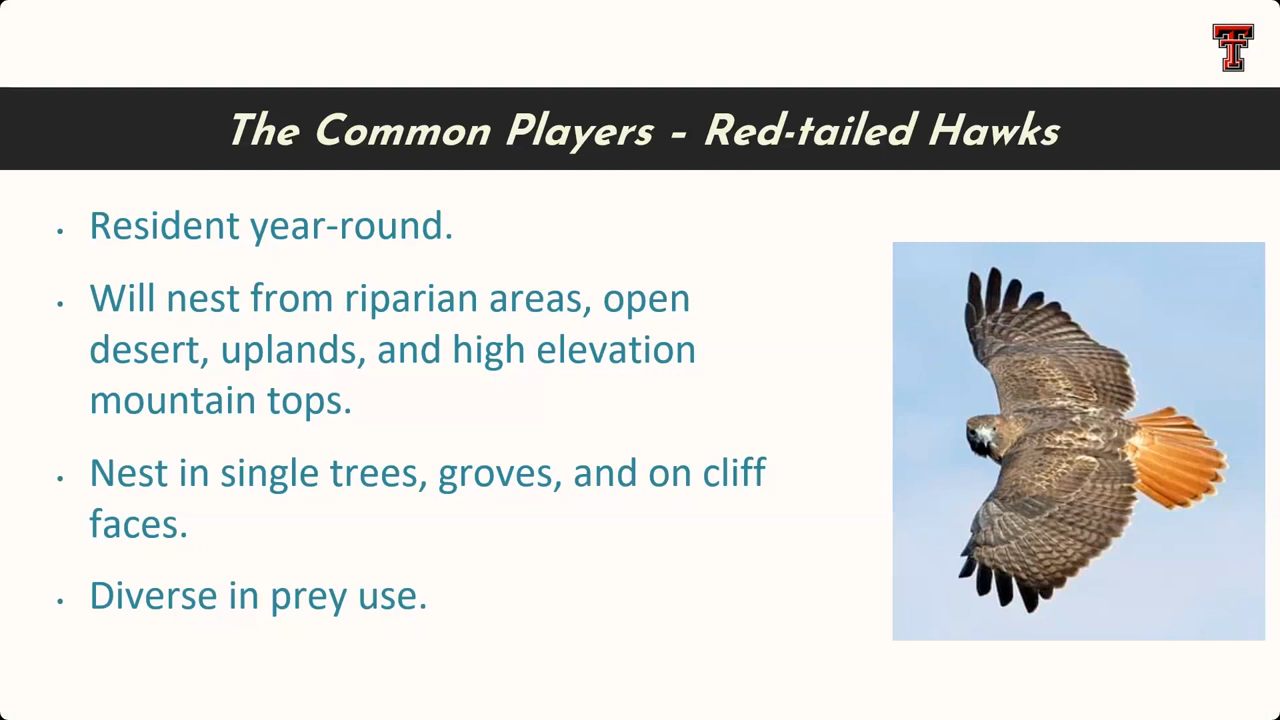 The Common Players - Red-tailed Hawks
• Resident year-round.
• Will nest from riparian areas, open
desert, uplands, and high elevation
mountain tops.
• Nest in single trees, groves, and on cliff
faces.
• Diverse in prey use.